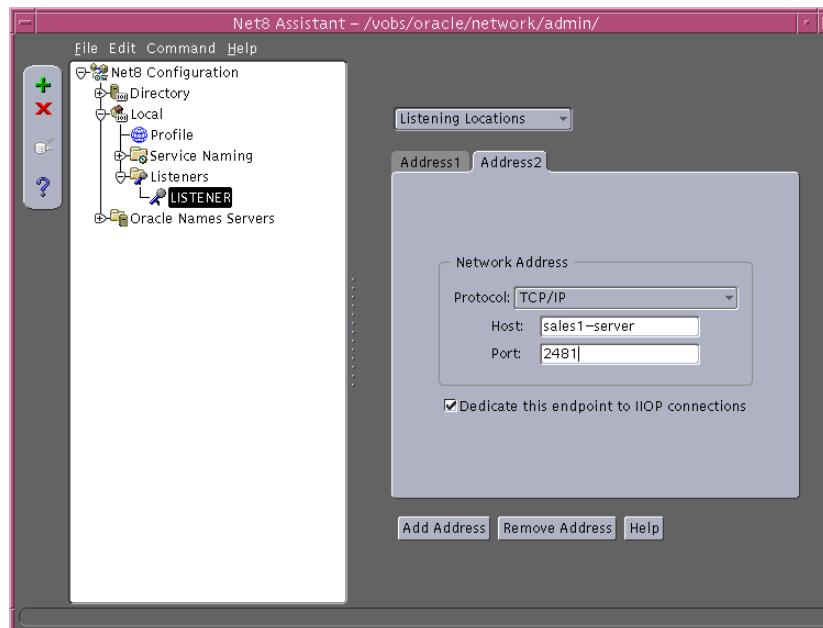 Net8 Assistant – /vobs/oracle/network/admin/
File Edit Command Help
Net8 Configuration
Directory
Local
Profile
Service Naming
Listeners
LISTENER
Oracle Names Servers
Listening Locations
Address1 Address2
Network Address
Protocol: TCP/IP
Host: sales1–server
Port: 2481
Dedicate this endpoint to IIOP connections
Add Address Remove Address Help